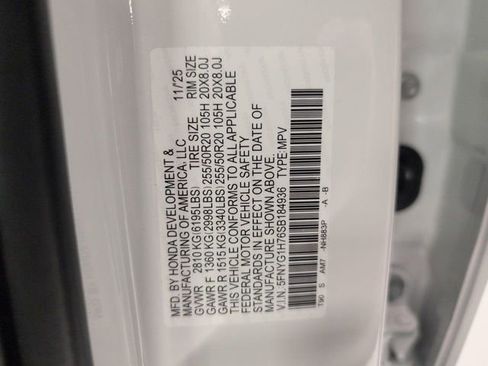 MFD. BY HONDA DEVELOPMENT &
MANUFACTURING OF AMERICA, LLC 11/25
GVWR 2810 KG(6195LBS) TIRE SIZE RIM SIZE
GAWR F 1360 KG(2998LBS) 255/50R20 105H 20X8.0J
GAWR R 1515 KG(3340LBS) 255/50R20 105H 20X8.0J
THIS VEHICLE CONFORMS TO ALL APPLICABLE
FEDERAL MOTOR VEHICLE SAFETY
STANDARDS IN EFFECT ON THE DATE OF
MANUFACTURE SHOWN ABOVE.
V.I.N. 5FNYG1H76SB184936 TYPE:MPV
T90 S AM7 -NH883P -A -B